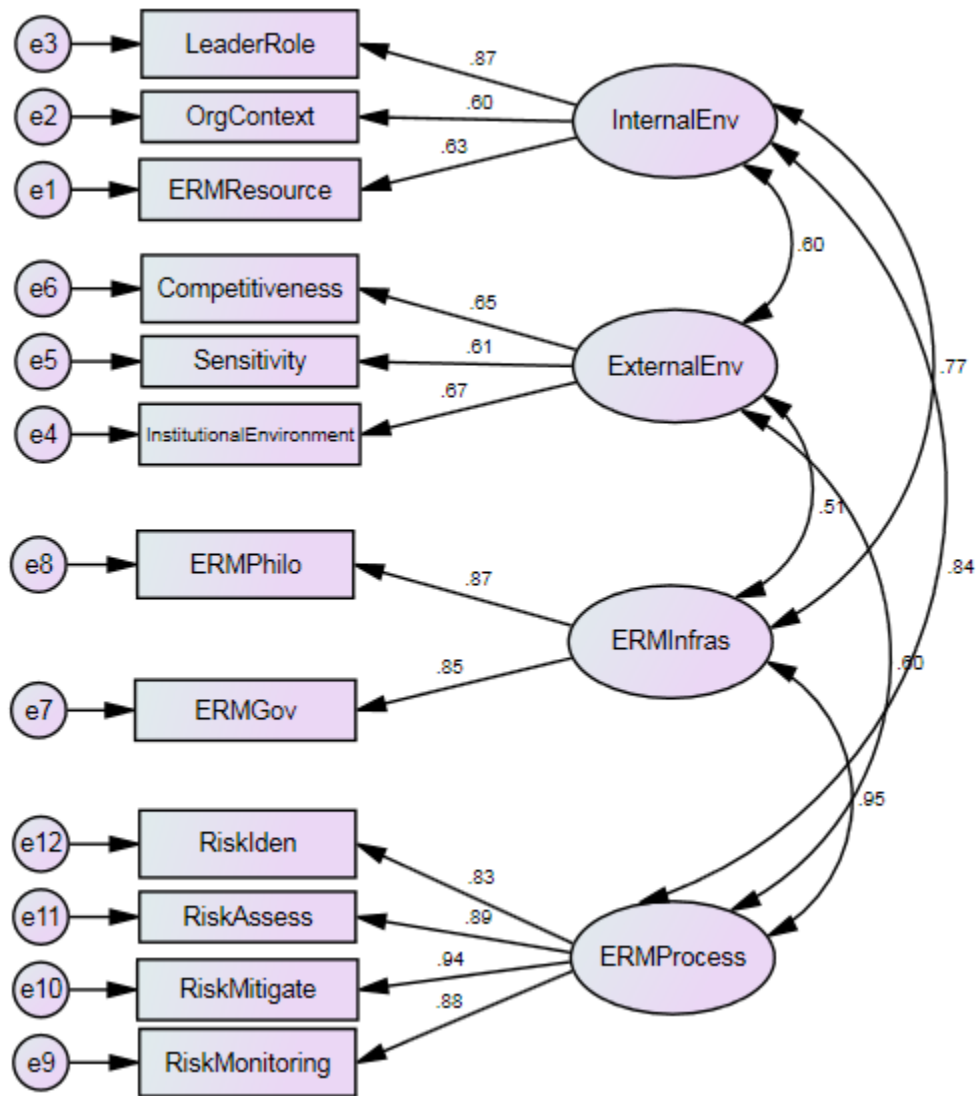 e3
LeaderRole
.87
InternalEnv
e2
OrgContext
.60
e1
ERMResource
.63
.60
e6
Competitiveness
.65
ExternalEnv
e5
Sensitivity
.61
e4
InstitutionalEnvironment
.67
.77
.51
.84
e8
ERMPhilo
.87
ERMInfras
e7
ERMGov
.85
.60
.95
e12
RiskIden
.83
ERMProcess
e11
RiskAssess
.89
e10
RiskMitigate
.94
e9
RiskMonitoring
.88